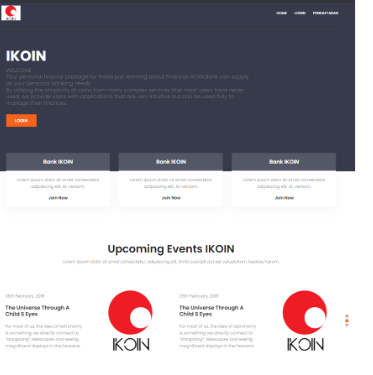 HOME LOGIN PRENDAFTARAN
IKOIN
WELCOME
Your personal finacial package for those just learning about finances IKOIN Bank can supply
all your personal banking needs
By utilizing the simplicity of coins from many complex services that most users have never
used, we provide users with applications that are very intuitive but can be used fully to
manage their finances.
LOGIN
Bank IKOIN Bank IKOIN Bank IKOIN
Lorem ipsum dolor sit amet consectetur
adipisicing elit. at, veniam.
Join Now
Lorem ipsum dolor sit amet consectetur
adipisicing elit. at, veniam.
Join Now
Lorem ipsum dolor sit amet consectetur
adipisicing elit. at, veniam.
Join Now
Upcoming Events IKOIN
Lorem ipsum dolor sit amet consectetur, adipisicing elit. Dicta suscipit aut est voluptatum, beatae harum.
25th February, 2018
The Universe Through A
Child S Eyes
For most of us, the idea of astronomy
is something we directly connect to
"stargazing", telescopes and seeing
magnificent displays in the heavens.
IKOIN
25th February, 2018
The Universe Through A
Child S Eyes
For most of us, the idea of astronomy
is something we directly connect to
"stargazing", telescopes and seeing
magnificent displays in the heavens.
IKOIN